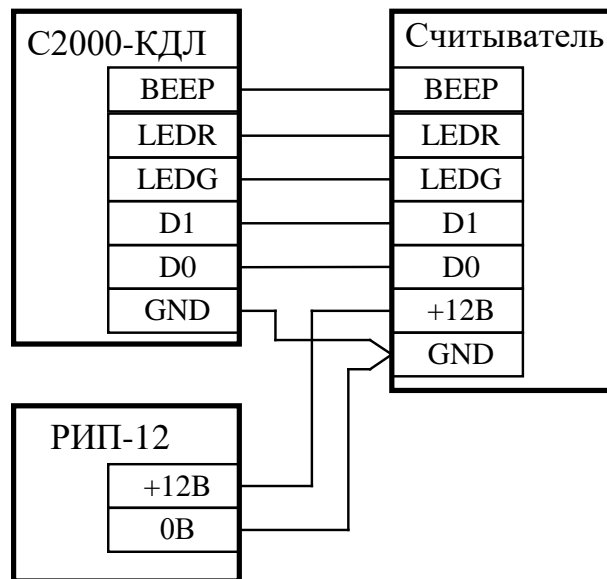 С2000-КДЛ
BEEP
LEDR
LEDG
D1
D0
GND
Считыватель
BEEP
LEDR
LEDG
D1
D0
+12В
GND
РИП-12
+12В
0В